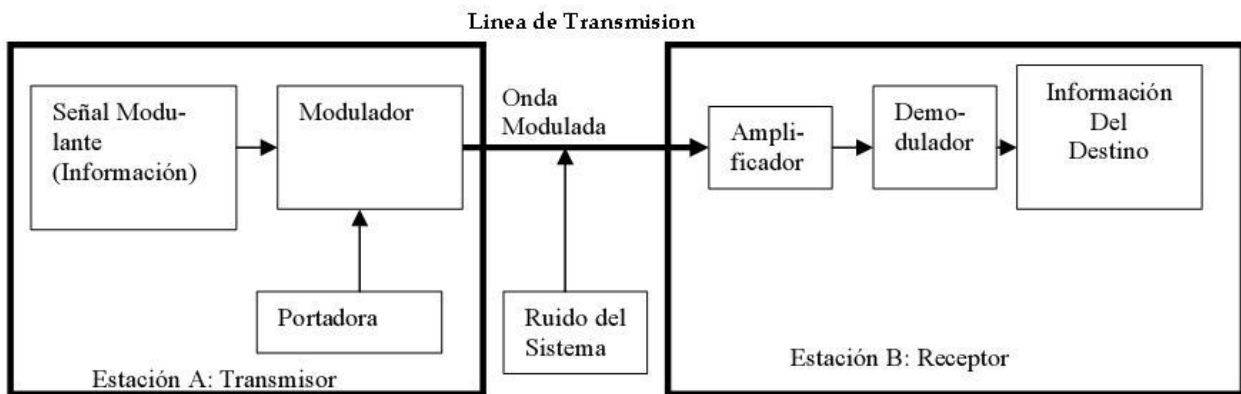 Linea de Transmision
Señal Modu-
lante
(Información)
Modulador
Portadora
Estación A: Transmisor
Onda
Modulada
Ruido del
Sistema
Ampli-
ficador
Demo-
dulador
Información
Del
Destino
Estación B: Receptor